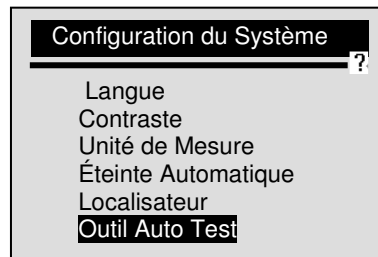 Configuration du Système
?
Langue
Contraste
Unité de Mesure
Éteinte Automatique
Localisateur
Outil Auto Test